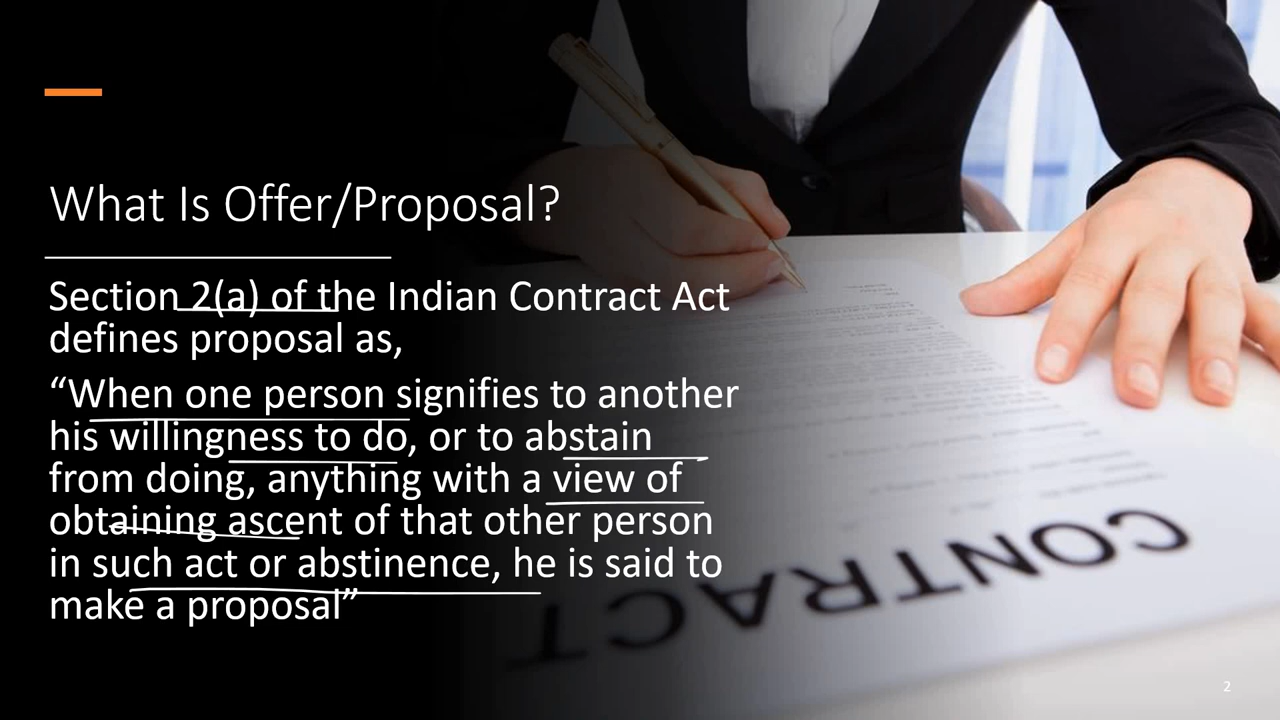 What Is Offer/Proposal?
Section 2(a) of the Indian Contract Act
defines proposal as,
“When one person signifies to another
his willingness to do, or to abstain
from doing, anything with a view of
obtaining ascent of that other person
in such act or abstinence, he is said to
make a proposal”
CONTRACT
2